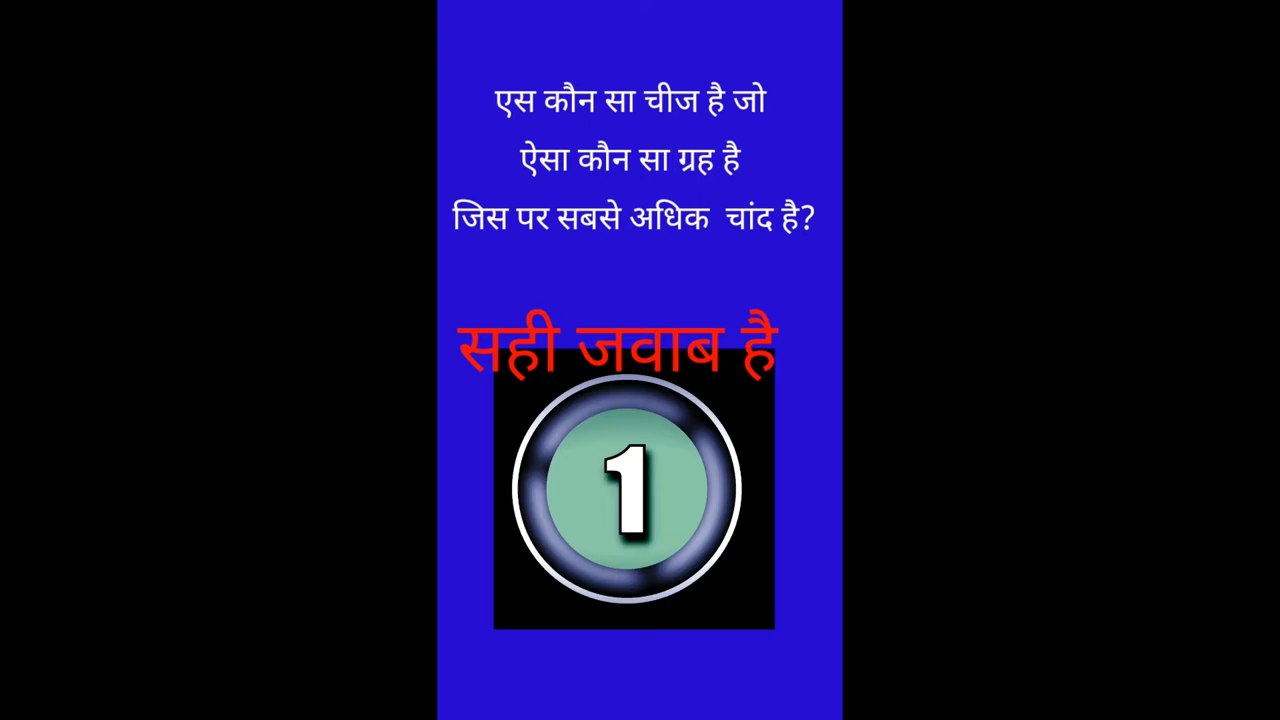 एस कौन सा चीज है जो
ऐसा कौन सा ग्रह है
जिस पर सबसे अधिक चांद है?
सही जवाब है
1